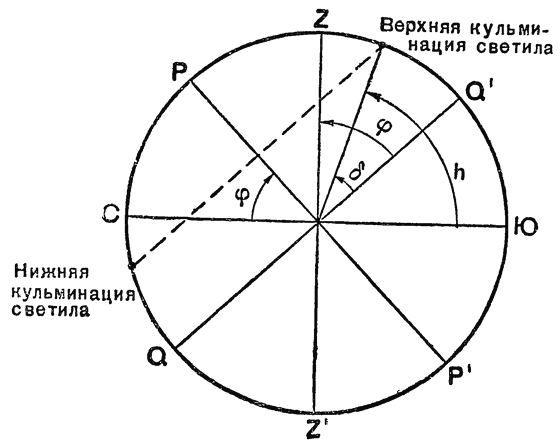 Z
Верхняя кульми-
нация светила
P
Q'
φ
h
δ
φ
С
Ю
Нижняя
кульминация
светила
Q
P'
Z'